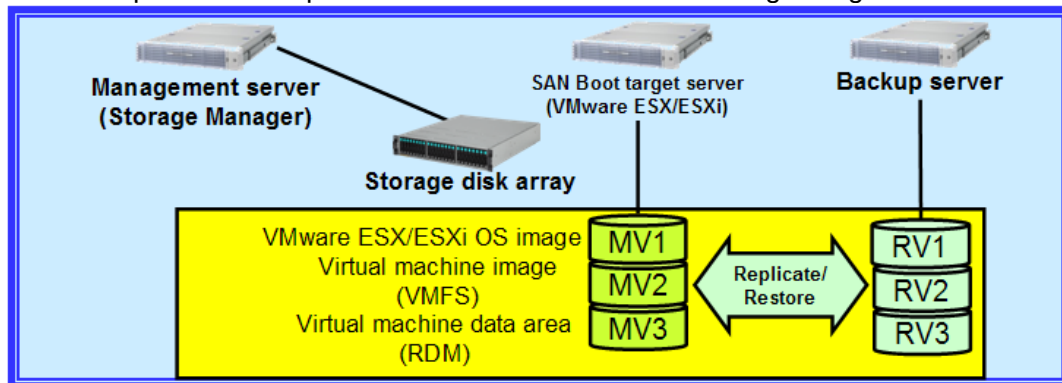 Management server
(Storage Manager)
SAN Boot target server
(VMware ESX/ESXi)
Backup server
Storage disk array
VMware ESX/ESXi OS image
Virtual machine image
(VMFS)
Virtual machine data area
(RDM)
MV1
MV2
MV3
Replicate/
Restore
RV1
RV2
RV3